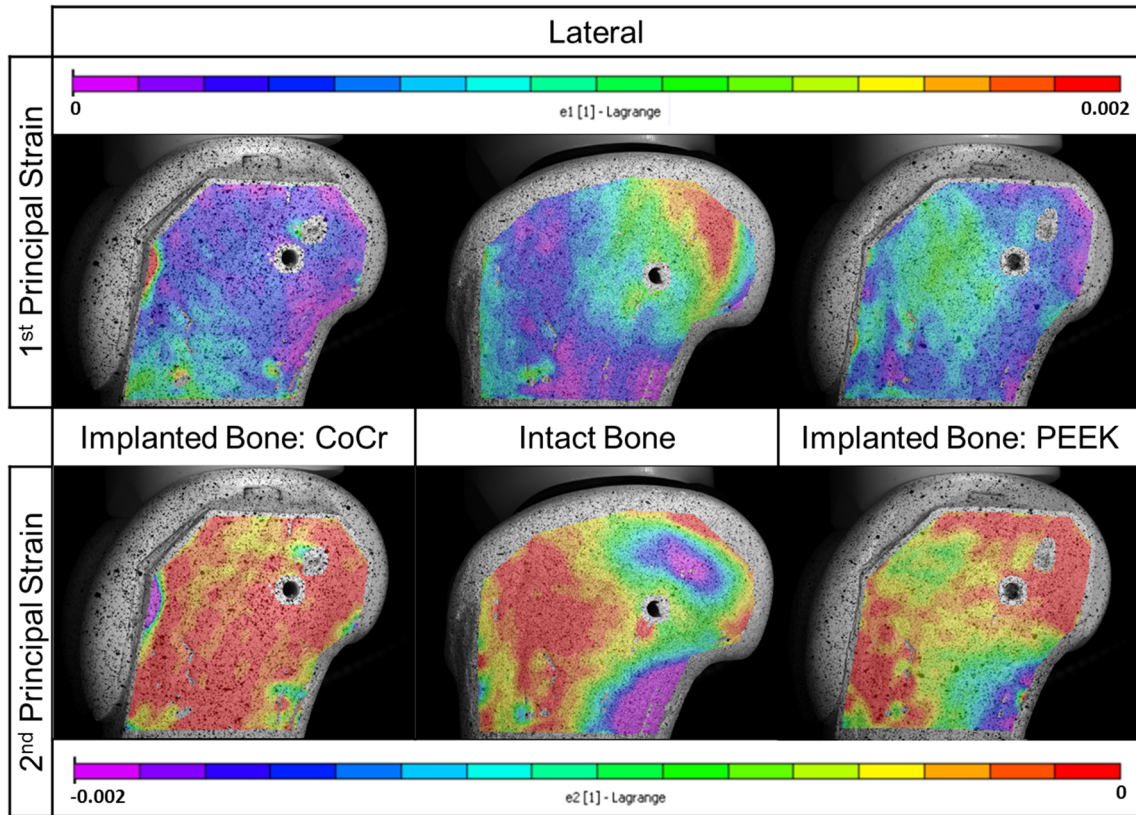 Lateral
1st Principal Strain
0
0.002
e1 [1] - Lagrange
Implanted Bone: CoCr
Intact Bone
Implanted Bone: PEEK
2nd Principal Strain
-0.002
0
e2 [1] - Lagrange